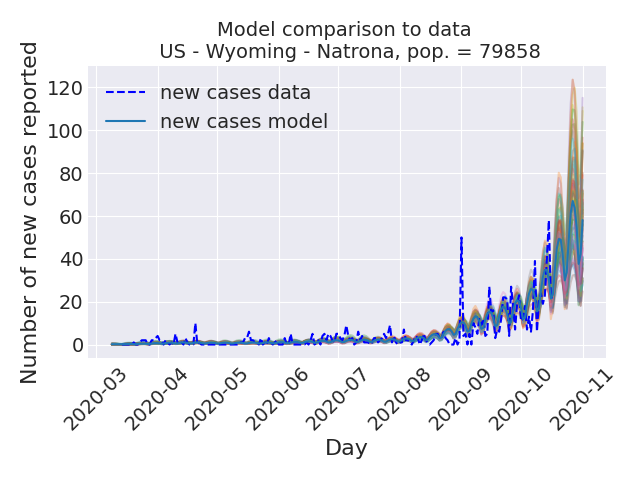 Model comparison to data
US - Wyoming - Natrona, pop. = 79858
Number of new cases reported
120
100
80
60
40
20
0
new cases data
new cases model
2020-03
2020-04
2020-05
2020-06
2020-07
2020-08
2020-09
2020-10
2020-11
Day